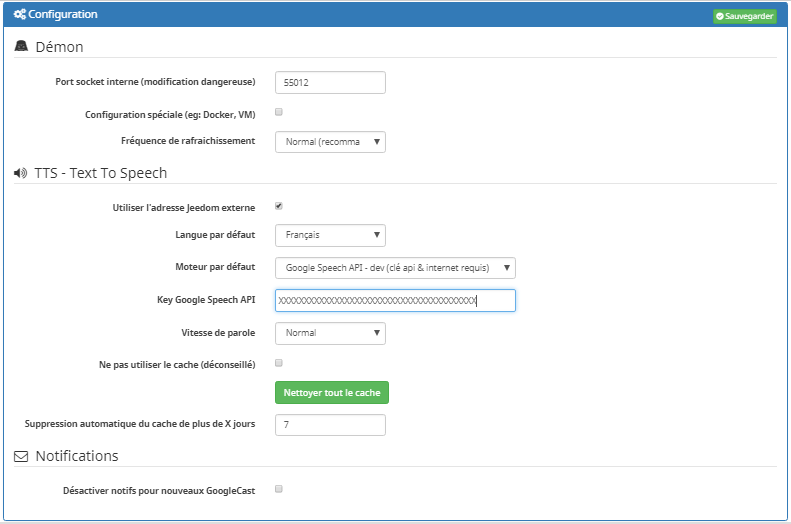 Configuration
Sauvegarder
Démon
Port socket interne (modification dangereuse) 55012
Configuration spéciale (eg: Docker, VM)
Fréquence de rafraichissement Normal (recomma
TTS - Text To Speech
Utiliser l'adresse Jeedom externe
Langue par défaut Français
Moteur par défaut Google Speech API - dev (clé api & internet requis)
Key Google Speech API XXXXXXXXXXXXXXXXXXXXXXXXXXXXXXXXXXXXXXXXX
Vitesse de parole Normal
Ne pas utiliser le cache (déconseillé)
Nettoyer tout le cache
Suppression automatique du cache de plus de X jours 7
Notifications
Désactiver notifs pour nouveaux GoogleCast